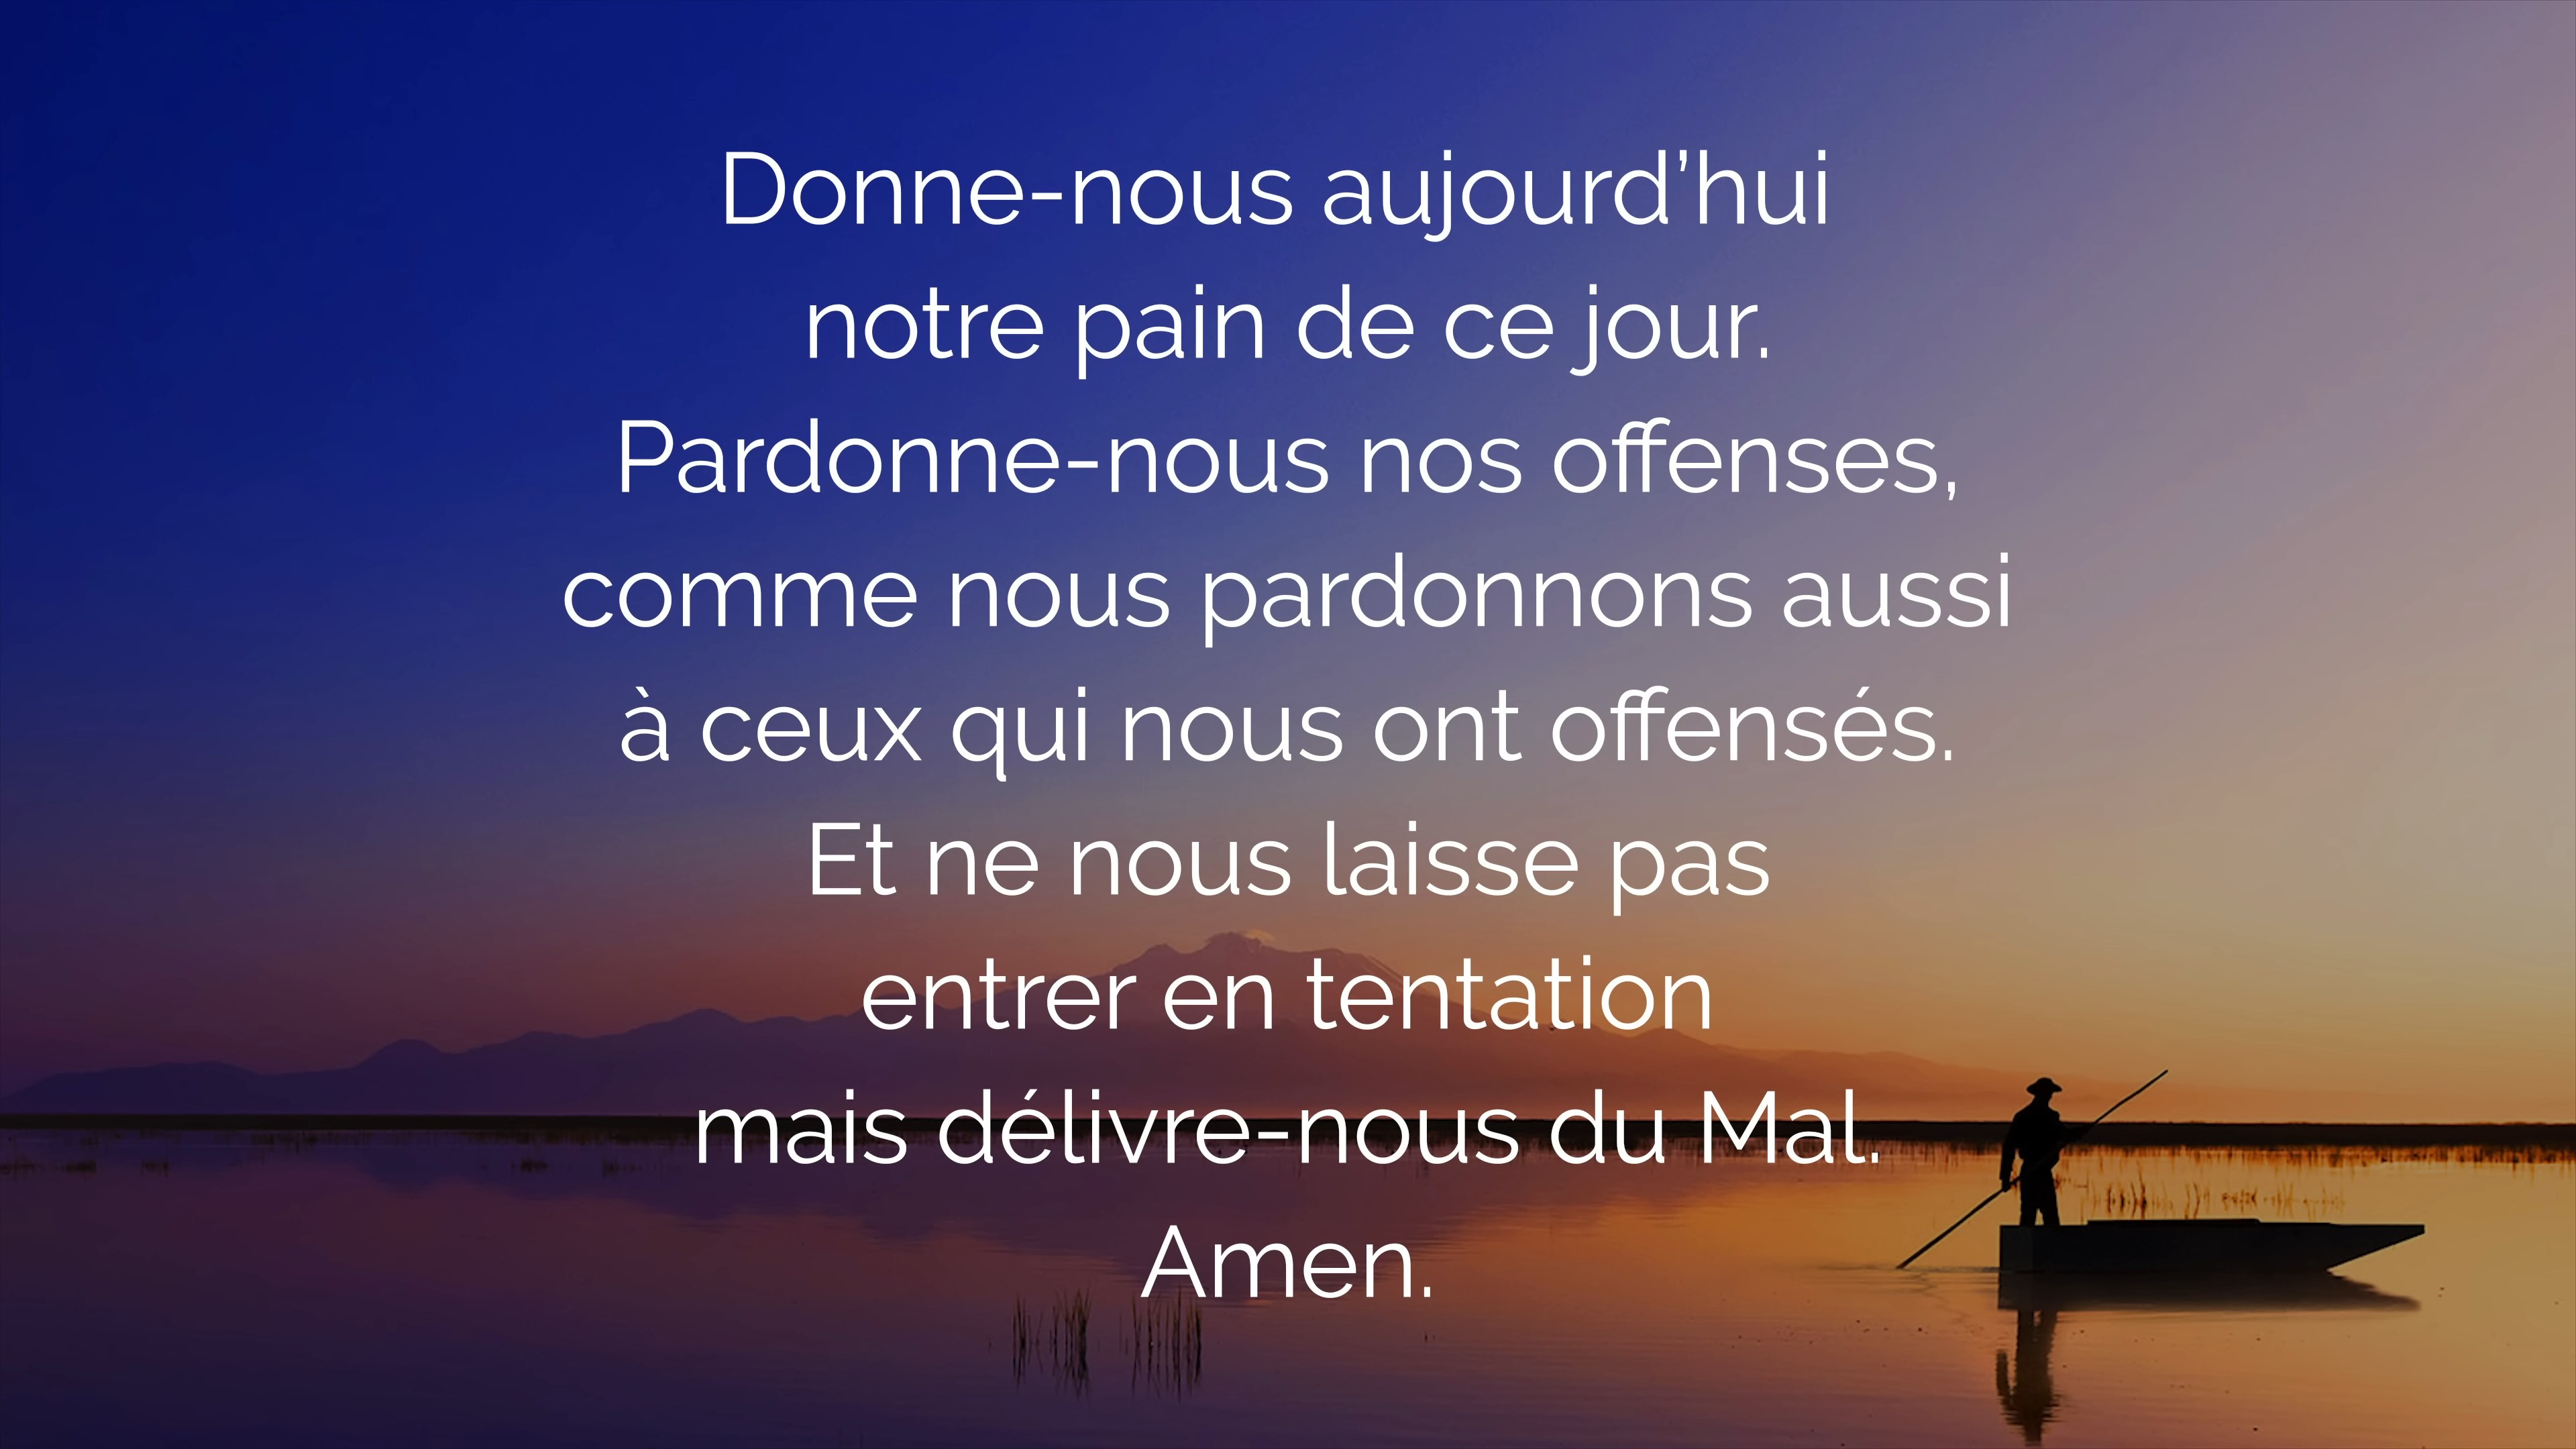 Donne-nous aujourd’hui
notre pain de ce jour.
Pardonne-nous nos offenses,
comme nous pardonnons aussi
à ceux qui nous ont offensés.
Et ne nous laisse pas
entrer en tentation
mais délivre-nous du Mal.
Amen.